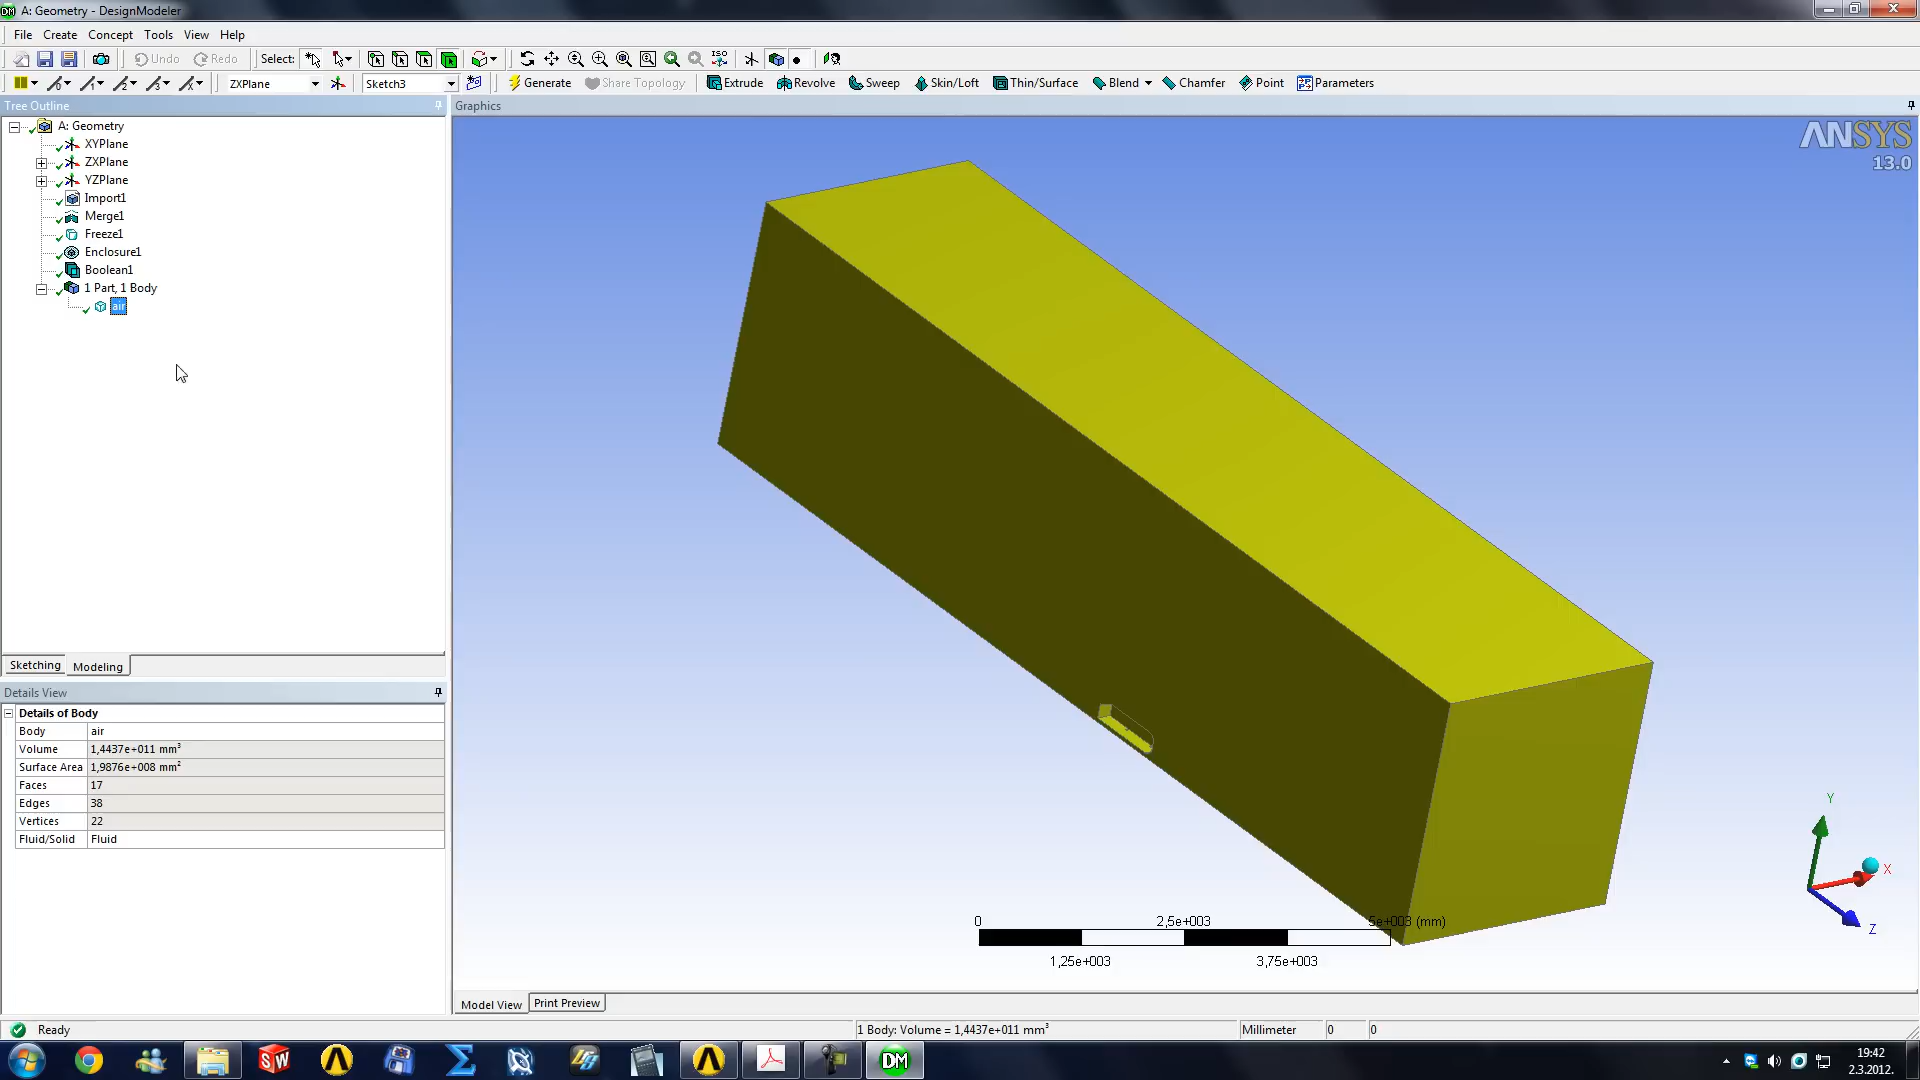 A: Geometry - DesignModeler
File Create Concept Tools View Help
Undo Redo Select: ISO
ZXPlane Sketch3 Generate Share Topology Extrude Revolve Sweep Skin/Loft Thin/Surface Blend Chamfer Point Parameters
Tree Outline
Graphics
A: Geometry
XYPlane
ZXPlane
YZPlane
Import1
Merge1
Freeze1
Enclosure1
Boolean1
1 Part, 1 Body
air
ANSYS
13.0
Sketching Modeling
Details View
Details of Body
Body air
Volume 1,4437e+011 mm³
Surface Area 1,9876e+008 mm²
Faces 17
Edges 38
Vertices 22
Fluid/Solid Fluid
0 2,5e+003 5e+003 (mm)
1,25e+003 3,75e+003
Y
X
Z
Model View Print Preview
Ready 1 Body: Volume = 1,4437e+011 mm³ Millimeter 0 0
SW DM
19:42
2.3.2012.